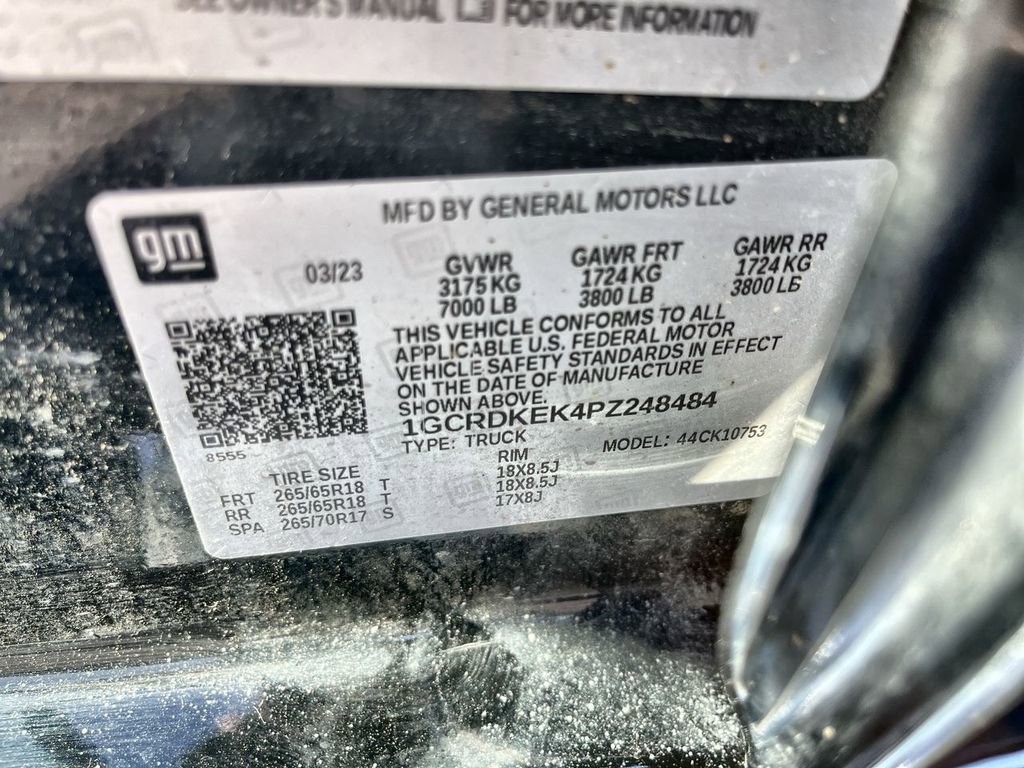 SEE OWNER'S MANUAL FOR MORE INFORMATION
gm
MFD BY GENERAL MOTORS LLC
03/23
GVWR GAWR FRT GAWR RR
3175 KG 1724 KG 1724 KG
7000 LB 3800 LB 3800 LB
THIS VEHICLE CONFORMS TO ALL
APPLICABLE U.S. FEDERAL MOTOR
VEHICLE SAFETY STANDARDS IN EFFECT
ON THE DATE OF MANUFACTURE
SHOWN ABOVE.
1GCRDKEK4PZ248484
TYPE: TRUCK MODEL: 44CK10753
8555
TIRE SIZE RIM
FRT 265/65R18 T 18X8.5J
RR 265/65R18 T 18X8.5J
SPA 265/70R17 S 17X8J